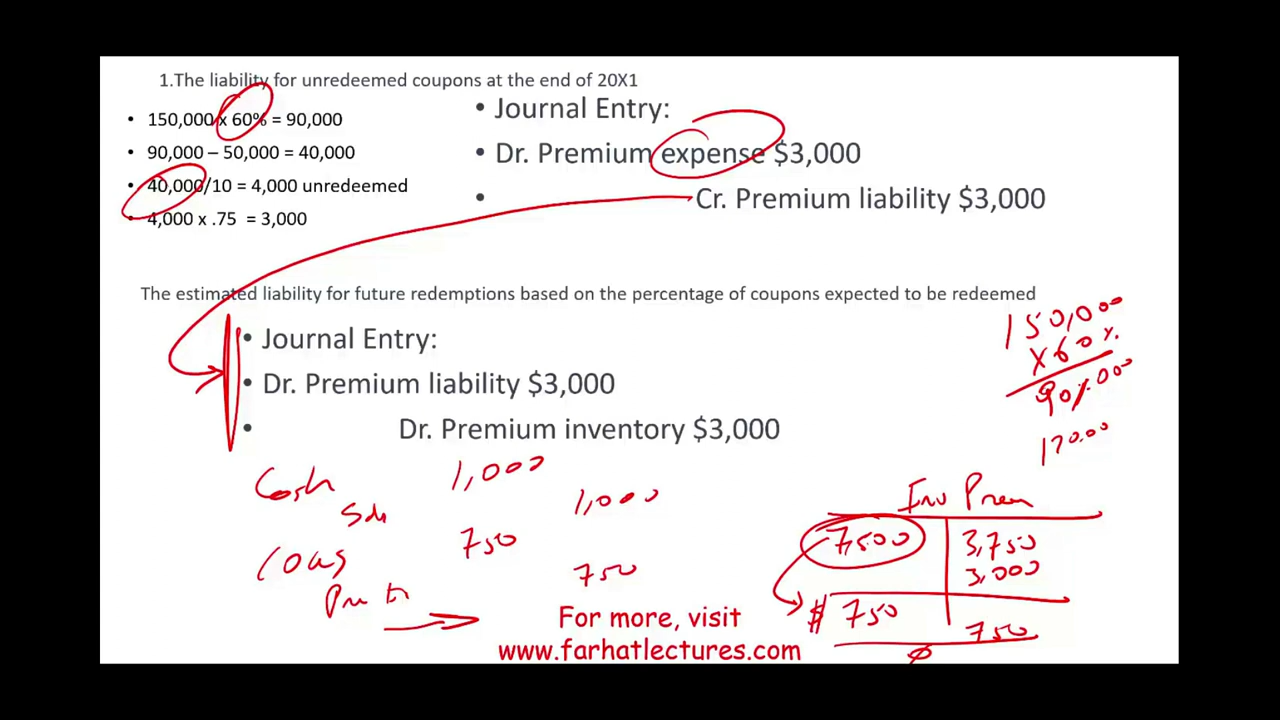 1.The liability for unredeemed coupons at the end of 20X1
• 150,000 x 60% = 90,000
• 90,000 – 50,000 = 40,000
• 40,000/10 = 4,000 unredeemed
• 4,000 x .75 = 3,000
• Journal Entry:
• Dr. Premium expense $3,000
• Cr. Premium liability $3,000
The estimated liability for future redemptions based on the percentage of coupons expected to be redeemed
• Journal Entry:
• Dr. Premium liability $3,000
• Dr. Premium inventory $3,000
150,000
x 60%
Cash 1,000
1,000
750
750
Inv Prem
7,500 3,750
3,000
$ 750
750
For more, visit
www.farhatlectures.com